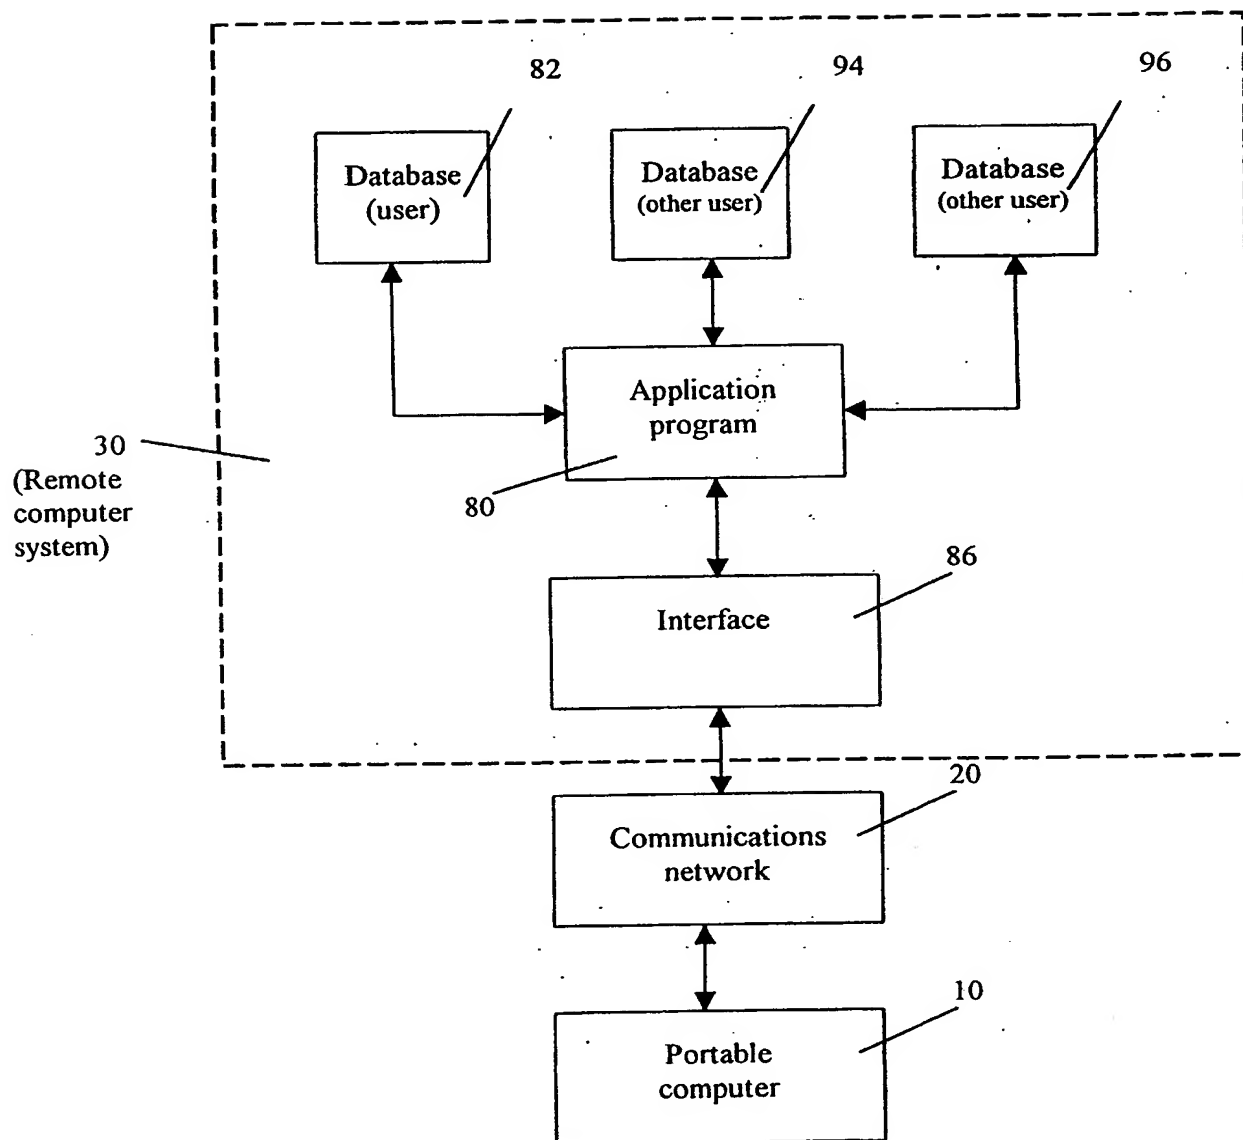 82
94
96
Database
(user)
Database
(other user)
Database
(other user)
Application
program
30
(Remote
computer
system)
80
86
Interface
20
Communications
network
10
Portable
computer